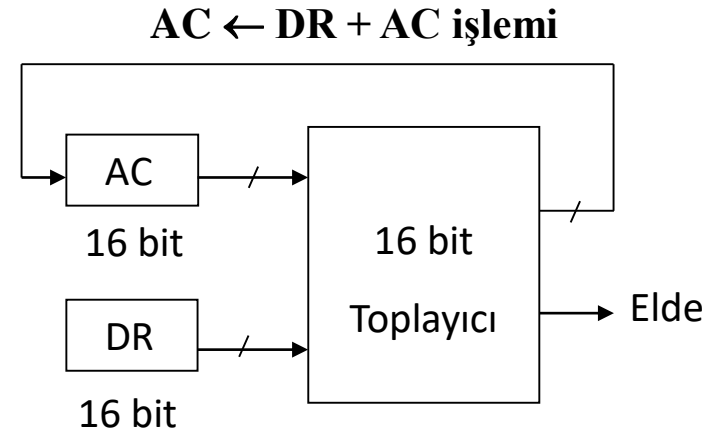 AC ← DR + AC işlemi
AC
16 bit
DR
16 bit
16 bit
Toplayıcı
Elde